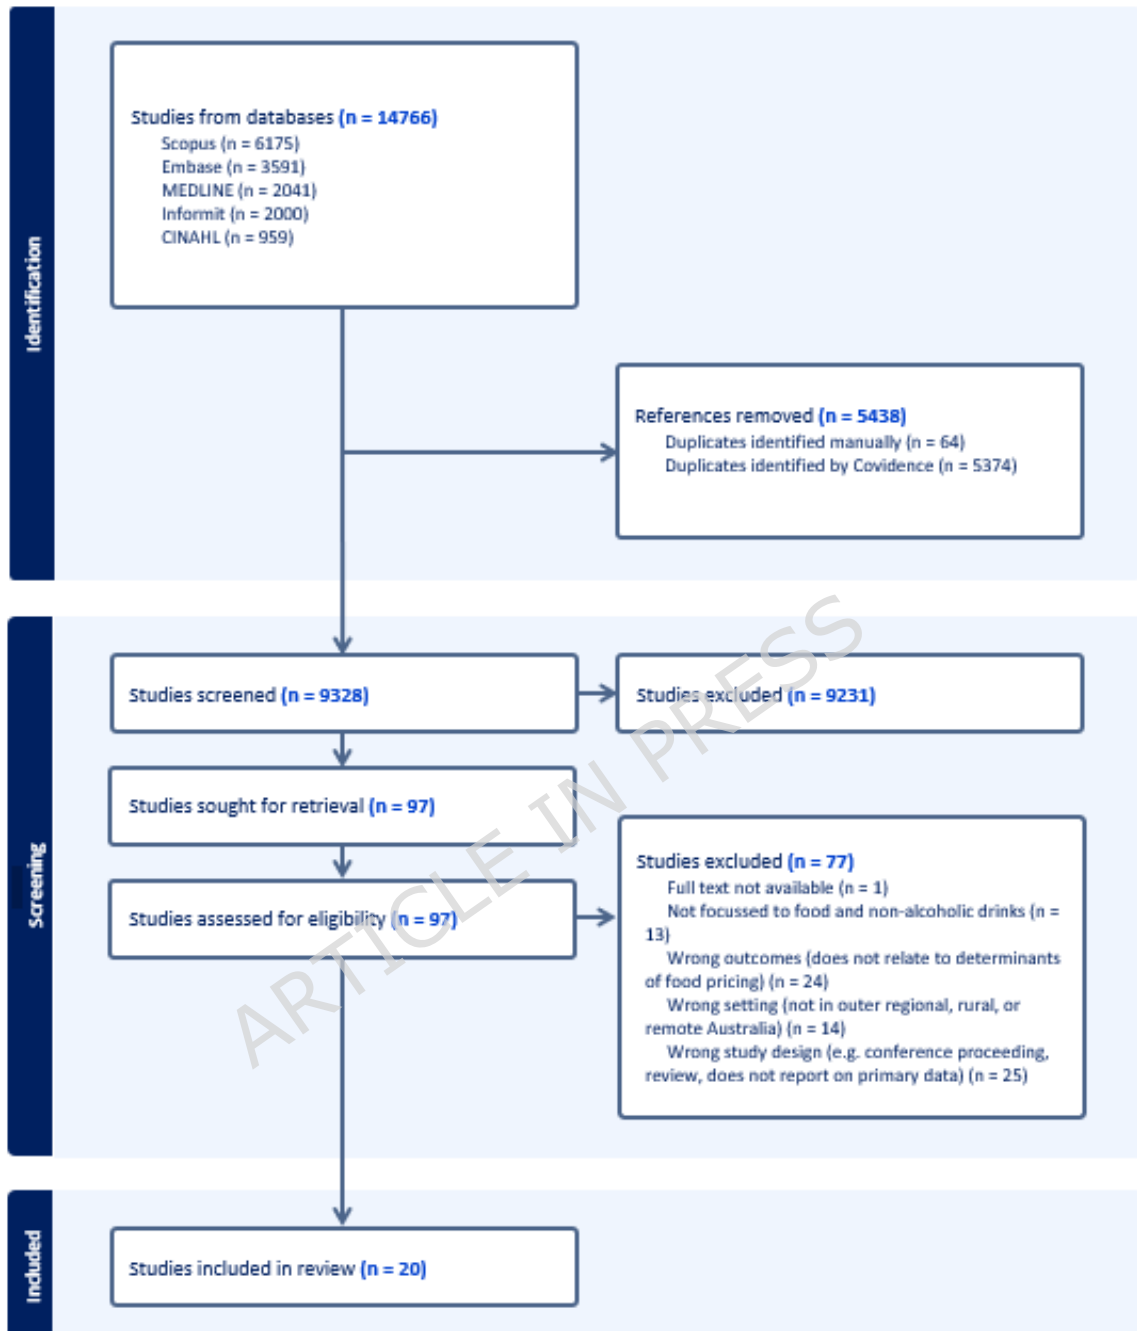 Identification
Studies from databases (n = 14766)
Scopus (n = 6175)
Embase (n = 3591)
MEDLINE (n = 2041)
Informit (n = 2000)
CINAHL (n = 959)
References removed (n = 5438)
Duplicates identified manually (n = 64)
Duplicates identified by Covidence (n = 5374)
Screening
Studies screened (n = 9328)
Studies excluded (n = 9231)
Studies sought for retrieval (n = 97)
Studies assessed for eligibility (n = 97)
Studies excluded (n = 77)
Full text not available (n = 1)
Not focussed to food and non-alcoholic drinks (n =
13)
Wrong outcomes (does not relate to determinants
of food pricing) (n = 24)
Wrong setting (not in outer regional, rural, or
remote Australia) (n = 14)
Wrong study design (e.g. conference proceeding,
review, does not report on primary data) (n = 25)
Included
Studies included in review (n = 20)
ARTICLE IN PRESS